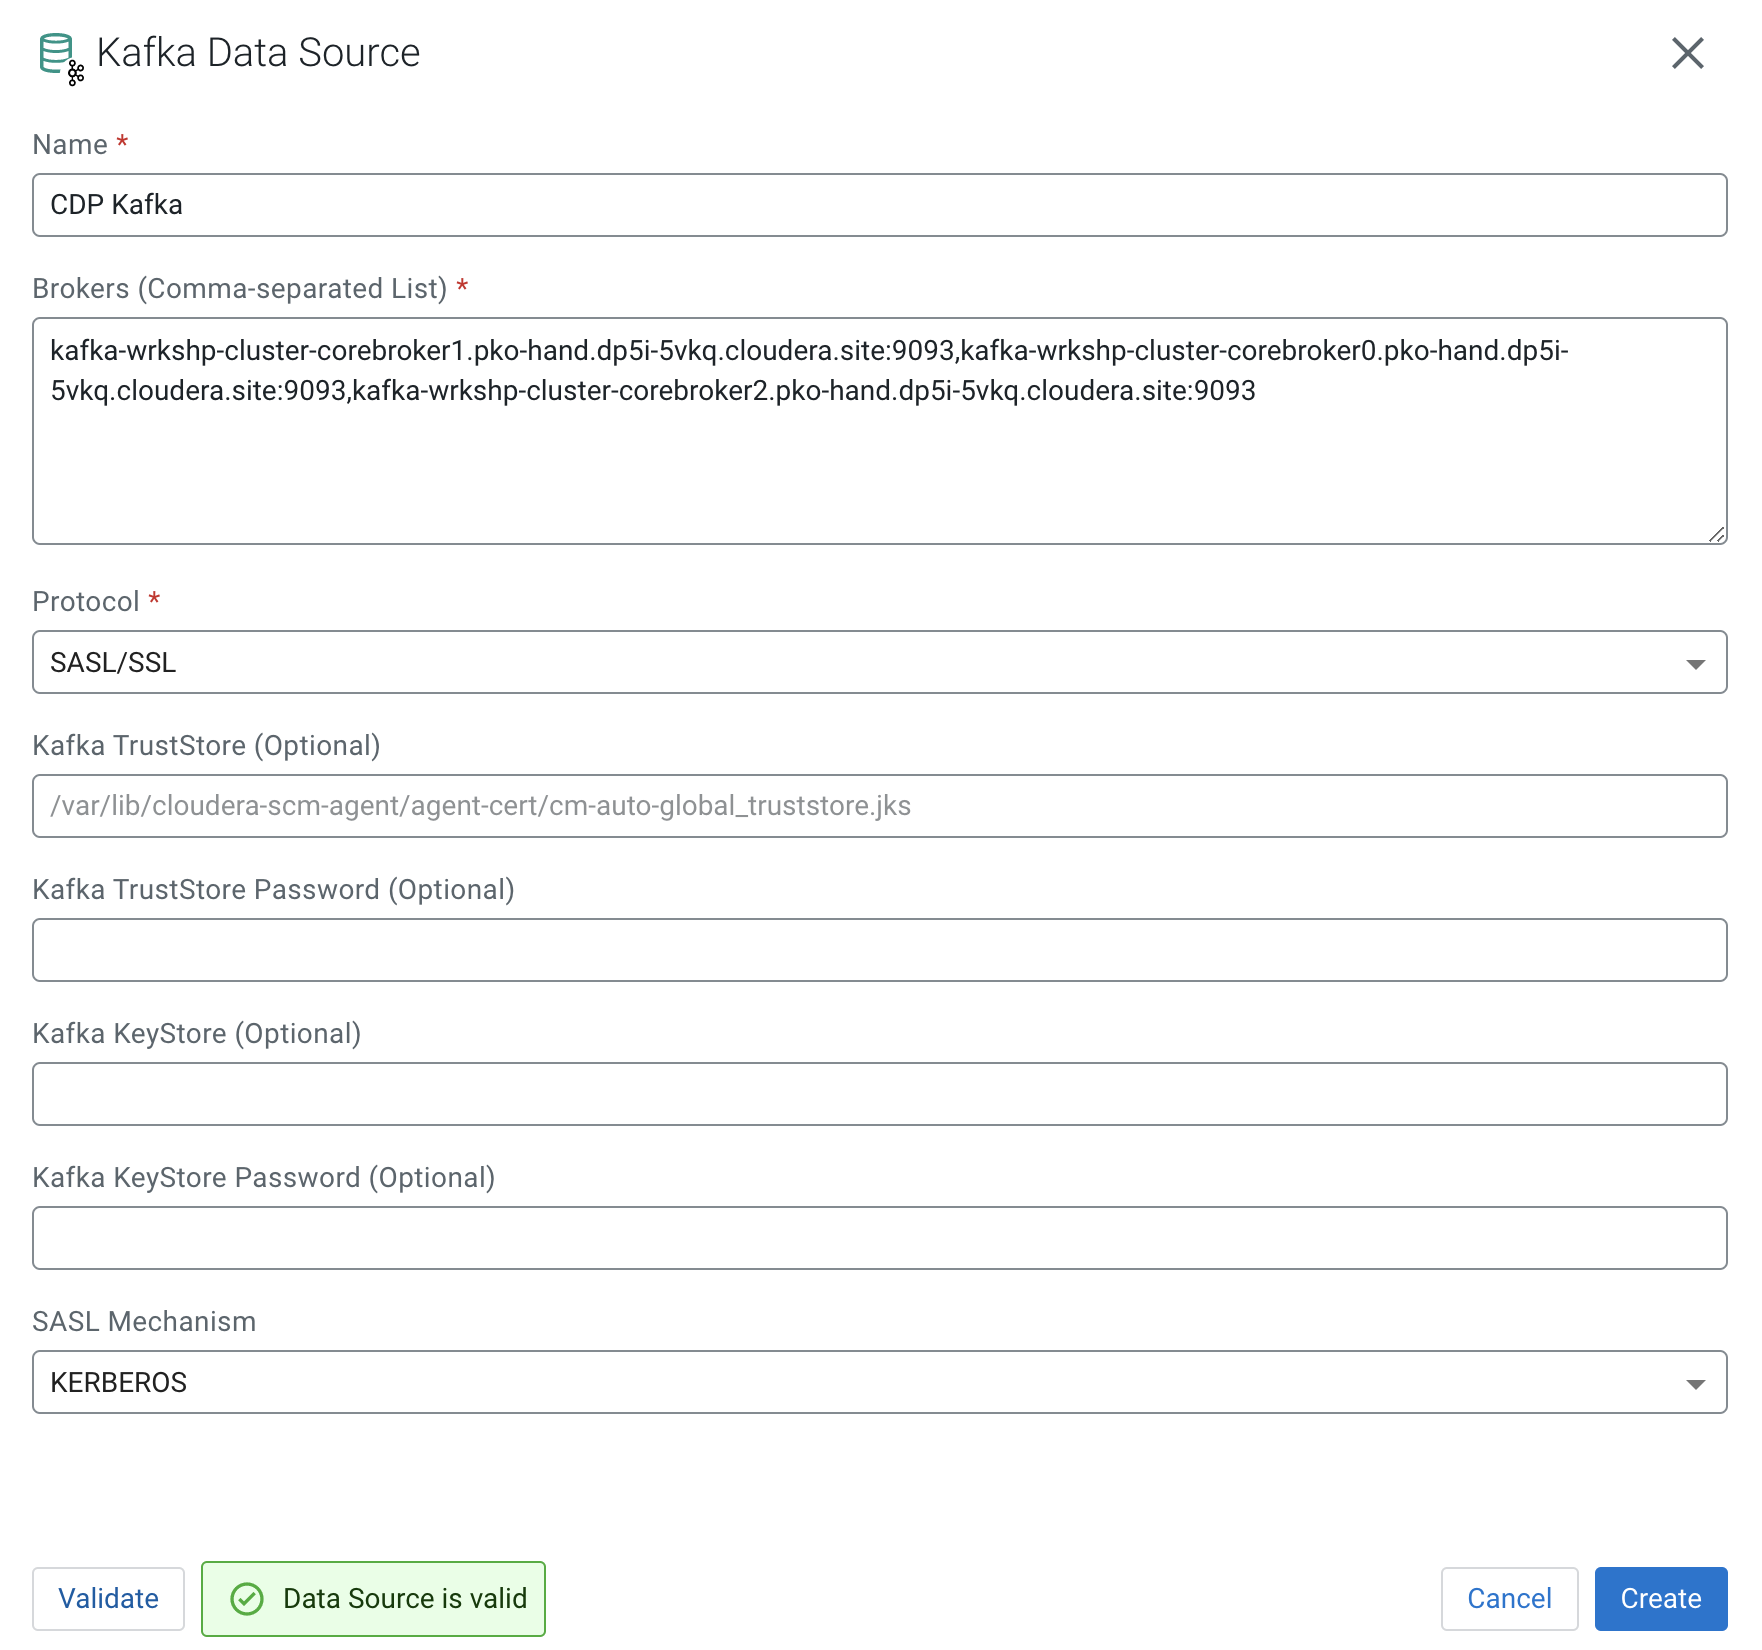 Kafka Data Source
Name *
CDP Kafka
Brokers (Comma-separated List) *
kafka-wrkshp-cluster-corebroker1.pko-hand.dp5i-5vkq.cloudera.site:9093,kafka-wrkshp-cluster-corebroker0.pko-hand.dp5i-
5vkq.cloudera.site:9093,kafka-wrkshp-cluster-corebroker2.pko-hand.dp5i-5vkq.cloudera.site:9093
Protocol *
SASL/SSL
Kafka TrustStore (Optional)
/var/lib/cloudera-scm-agent/agent-cert/cm-auto-global_truststore.jks
Kafka TrustStore Password (Optional)
Kafka KeyStore (Optional)
Kafka KeyStore Password (Optional)
SASL Mechanism
KERBEROS
Validate
Data Source is valid
Cancel
Create